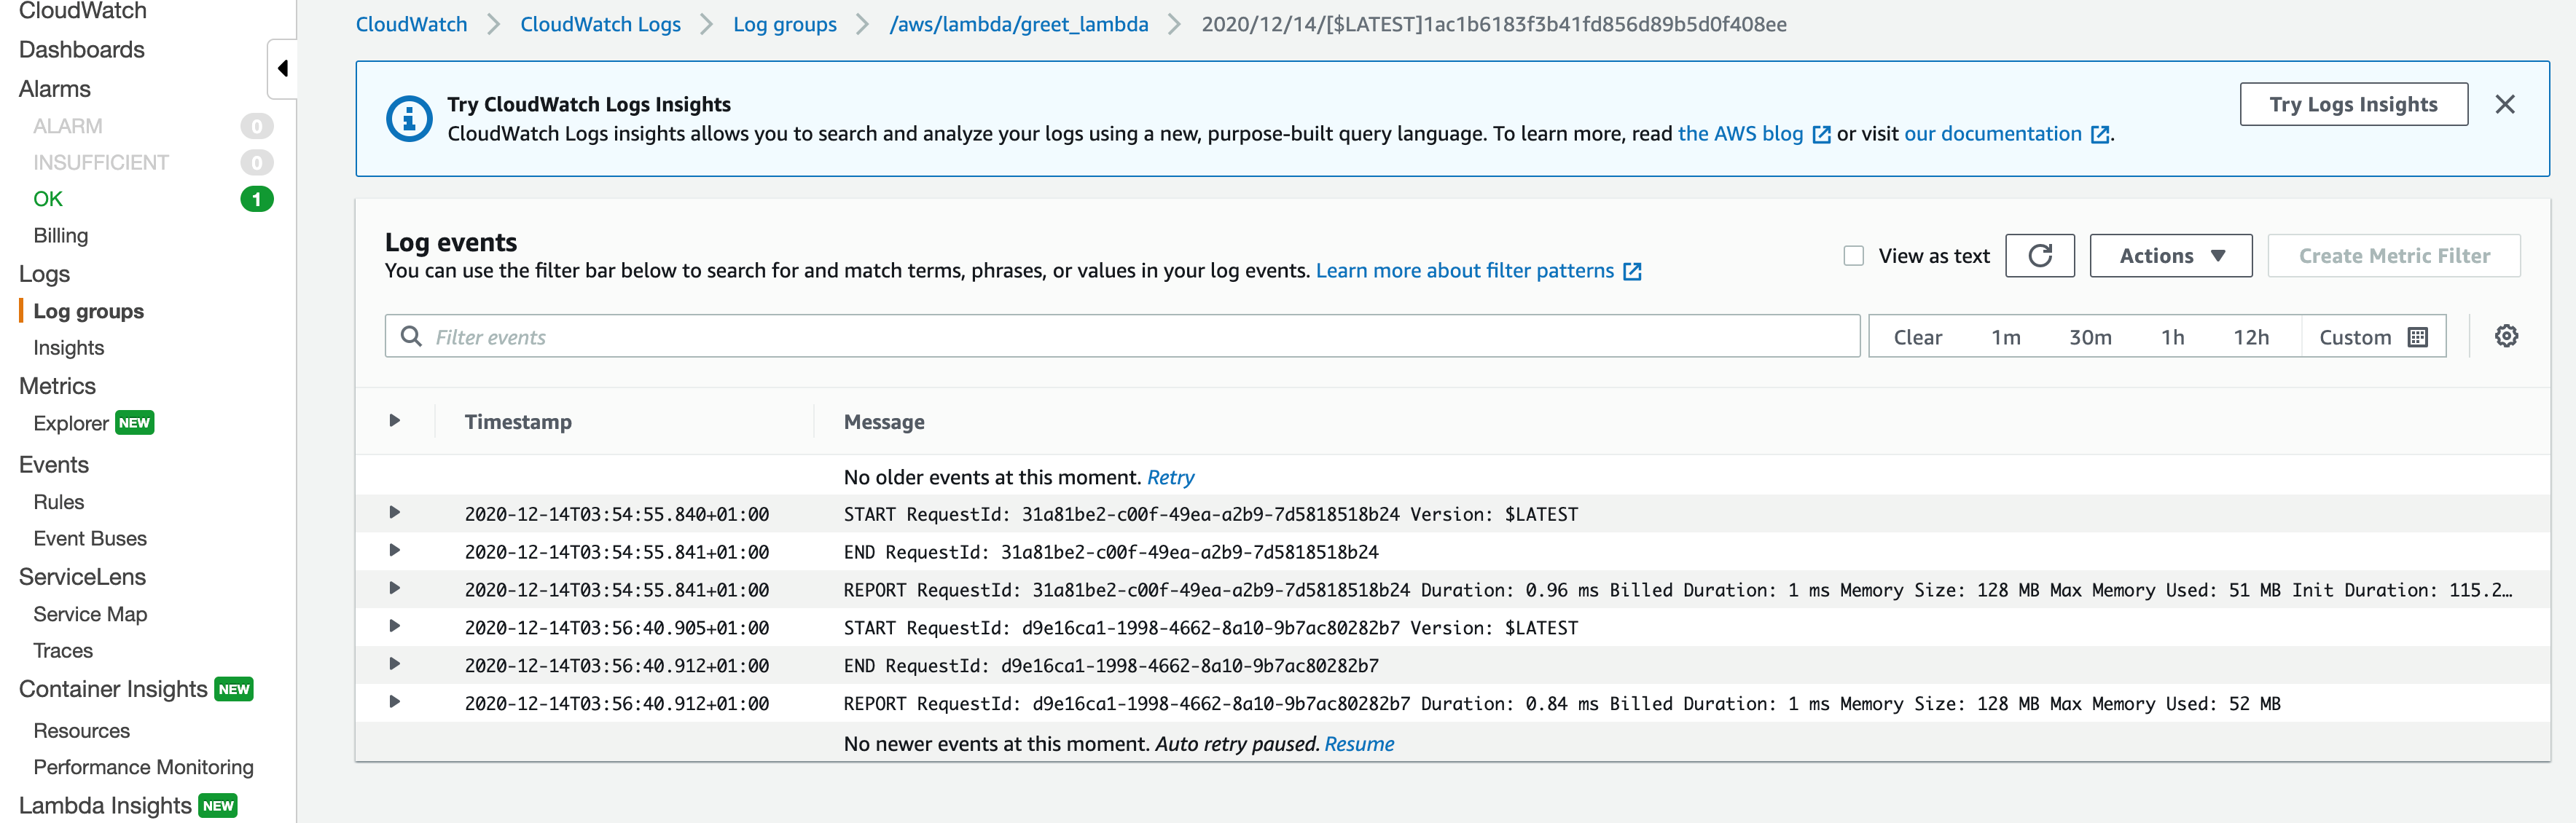 CloudWatch
Dashboards
Alarms
ALARM 0
INSUFFICIENT 0
OK 1
Billing
Logs
Log groups
Insights
Metrics
Explorer NEW
Events
Rules
Event Buses
ServiceLens
Service Map
Traces
Container Insights NEW
Resources
Performance Monitoring
Lambda Insights NEW
CloudWatch CloudWatch Logs Log groups /aws/lambda/greet_lambda 2020/12/14/[$LATEST]1ac1b6183f3b41fd856d89b5d0f408ee
Try CloudWatch Logs Insights
CloudWatch Logs insights allows you to search and analyze your logs using a new, purpose-built query language. To learn more, read the AWS blog or visit our documentation .
Try Logs Insights
Log events
You can use the filter bar below to search for and match terms, phrases, or values in your log events. Learn more about filter patterns
View as text Actions Create Metric Filter
Filter events Clear 1m 30m 1h 12h Custom
Timestamp Message
No older events at this moment. Retry
2020-12-14T03:54:55.840+01:00 START RequestId: 31a81be2-c00f-49ea-a2b9-7d5818518b24 Version: $LATEST
2020-12-14T03:54:55.841+01:00 END RequestId: 31a81be2-c00f-49ea-a2b9-7d5818518b24
2020-12-14T03:54:55.841+01:00 REPORT RequestId: 31a81be2-c00f-49ea-a2b9-7d5818518b24 Duration: 0.96 ms Billed Duration: 1 ms Memory Size: 128 MB Max Memory Used: 51 MB Init Duration: 115.2…
2020-12-14T03:56:40.905+01:00 START RequestId: d9e16ca1-1998-4662-8a10-9b7ac80282b7 Version: $LATEST
2020-12-14T03:56:40.912+01:00 END RequestId: d9e16ca1-1998-4662-8a10-9b7ac80282b7
2020-12-14T03:56:40.912+01:00 REPORT RequestId: d9e16ca1-1998-4662-8a10-9b7ac80282b7 Duration: 0.84 ms Billed Duration: 1 ms Memory Size: 128 MB Max Memory Used: 52 MB
No newer events at this moment. Auto retry paused. Resume